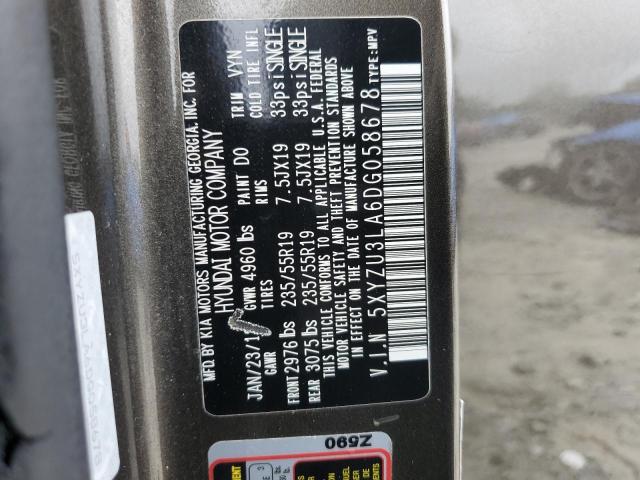 MFD BY KIA MOTORS MANUFACTURING GEORGIA, INC. FOR
HYUNDAI MOTOR COMPANY
JAN/23/1 GVWR 4960 lbs PAINT DO TRIM VYN
GAWR TIRES RIMS COLD TIRE INFL
FRONT 2976 lbs 235/55R19 7.5JX19 33psi SINGLE
REAR 3075 lbs 235/55R19 7.5JX19 33psi SINGLE
THIS VEHICLE CONFORMS TO ALL APPLICABLE U.S.A. FEDERAL
MOTOR VEHICLE SAFETY AND THEFT PREVENTION STANDARDS
IN EFFECT ON THE DATE OF MANUFACTURE SHOWN ABOVE
V.I.N 5XYZU3LA6DG058678 TYPE:MPV
Z590